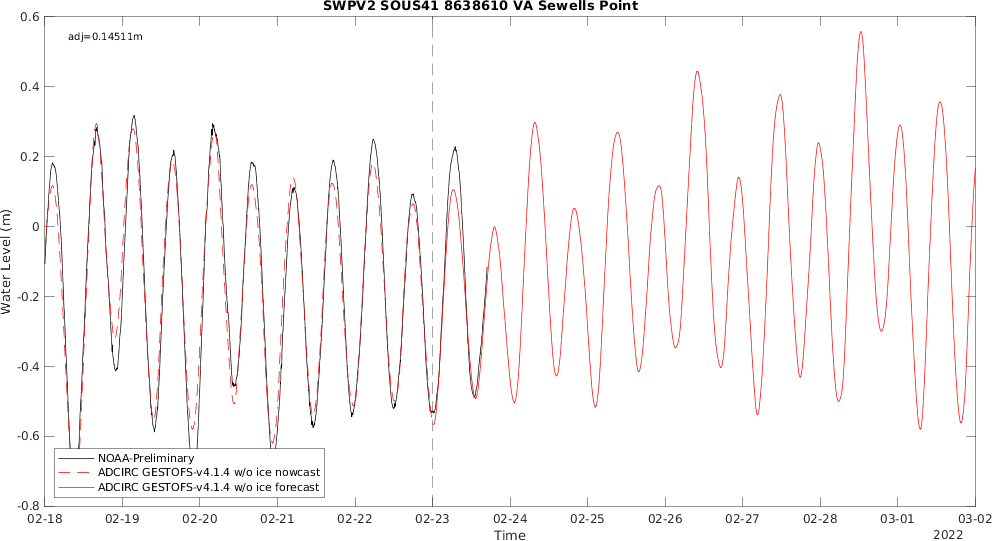 SWPV2 SOUS41 8638610 VA Sewells Point
adj=0.14511m
0.6
0.4
0.2
0
-0.2
-0.4
-0.6
-0.8
Water Level (m)
NOAA-Preliminary
ADCIRC GESTOFS-v4.1.4 w/o ice nowcast
ADCIRC GESTOFS-v4.1.4 w/o ice forecast
02-18 02-19 02-20 02-21 02-22 02-23 02-24 02-25 02-26 02-27 02-28 03-01 03-02
Time
2022